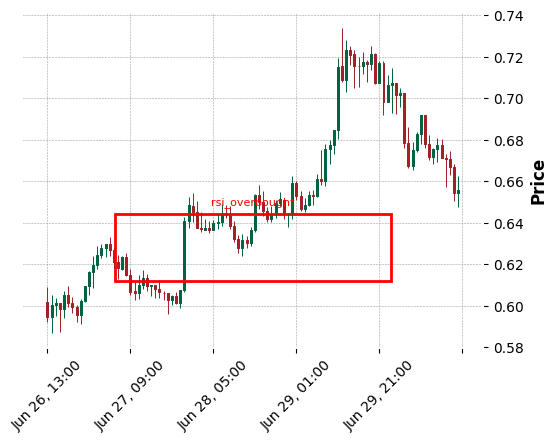 0.74
0.72
0.70
0.68
0.66
0.64
0.62
0.60
0.58
Price
rsi_overbought
Jun 26, 13:00
Jun 27, 09:00
Jun 28, 05:00
Jun 29, 01:00
Jun 29, 21:00